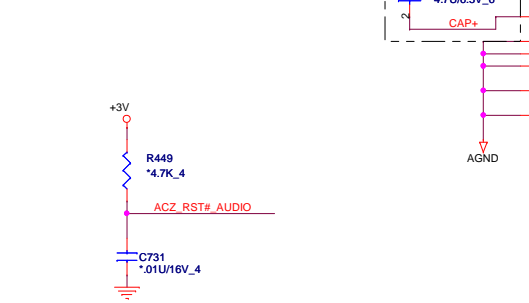 4.7U/6.3V_6
2
CAP+
+3V
AGND
R449
*4.7K_4
ACZ_RST#_AUDIO
C731
*.01U/16V_4